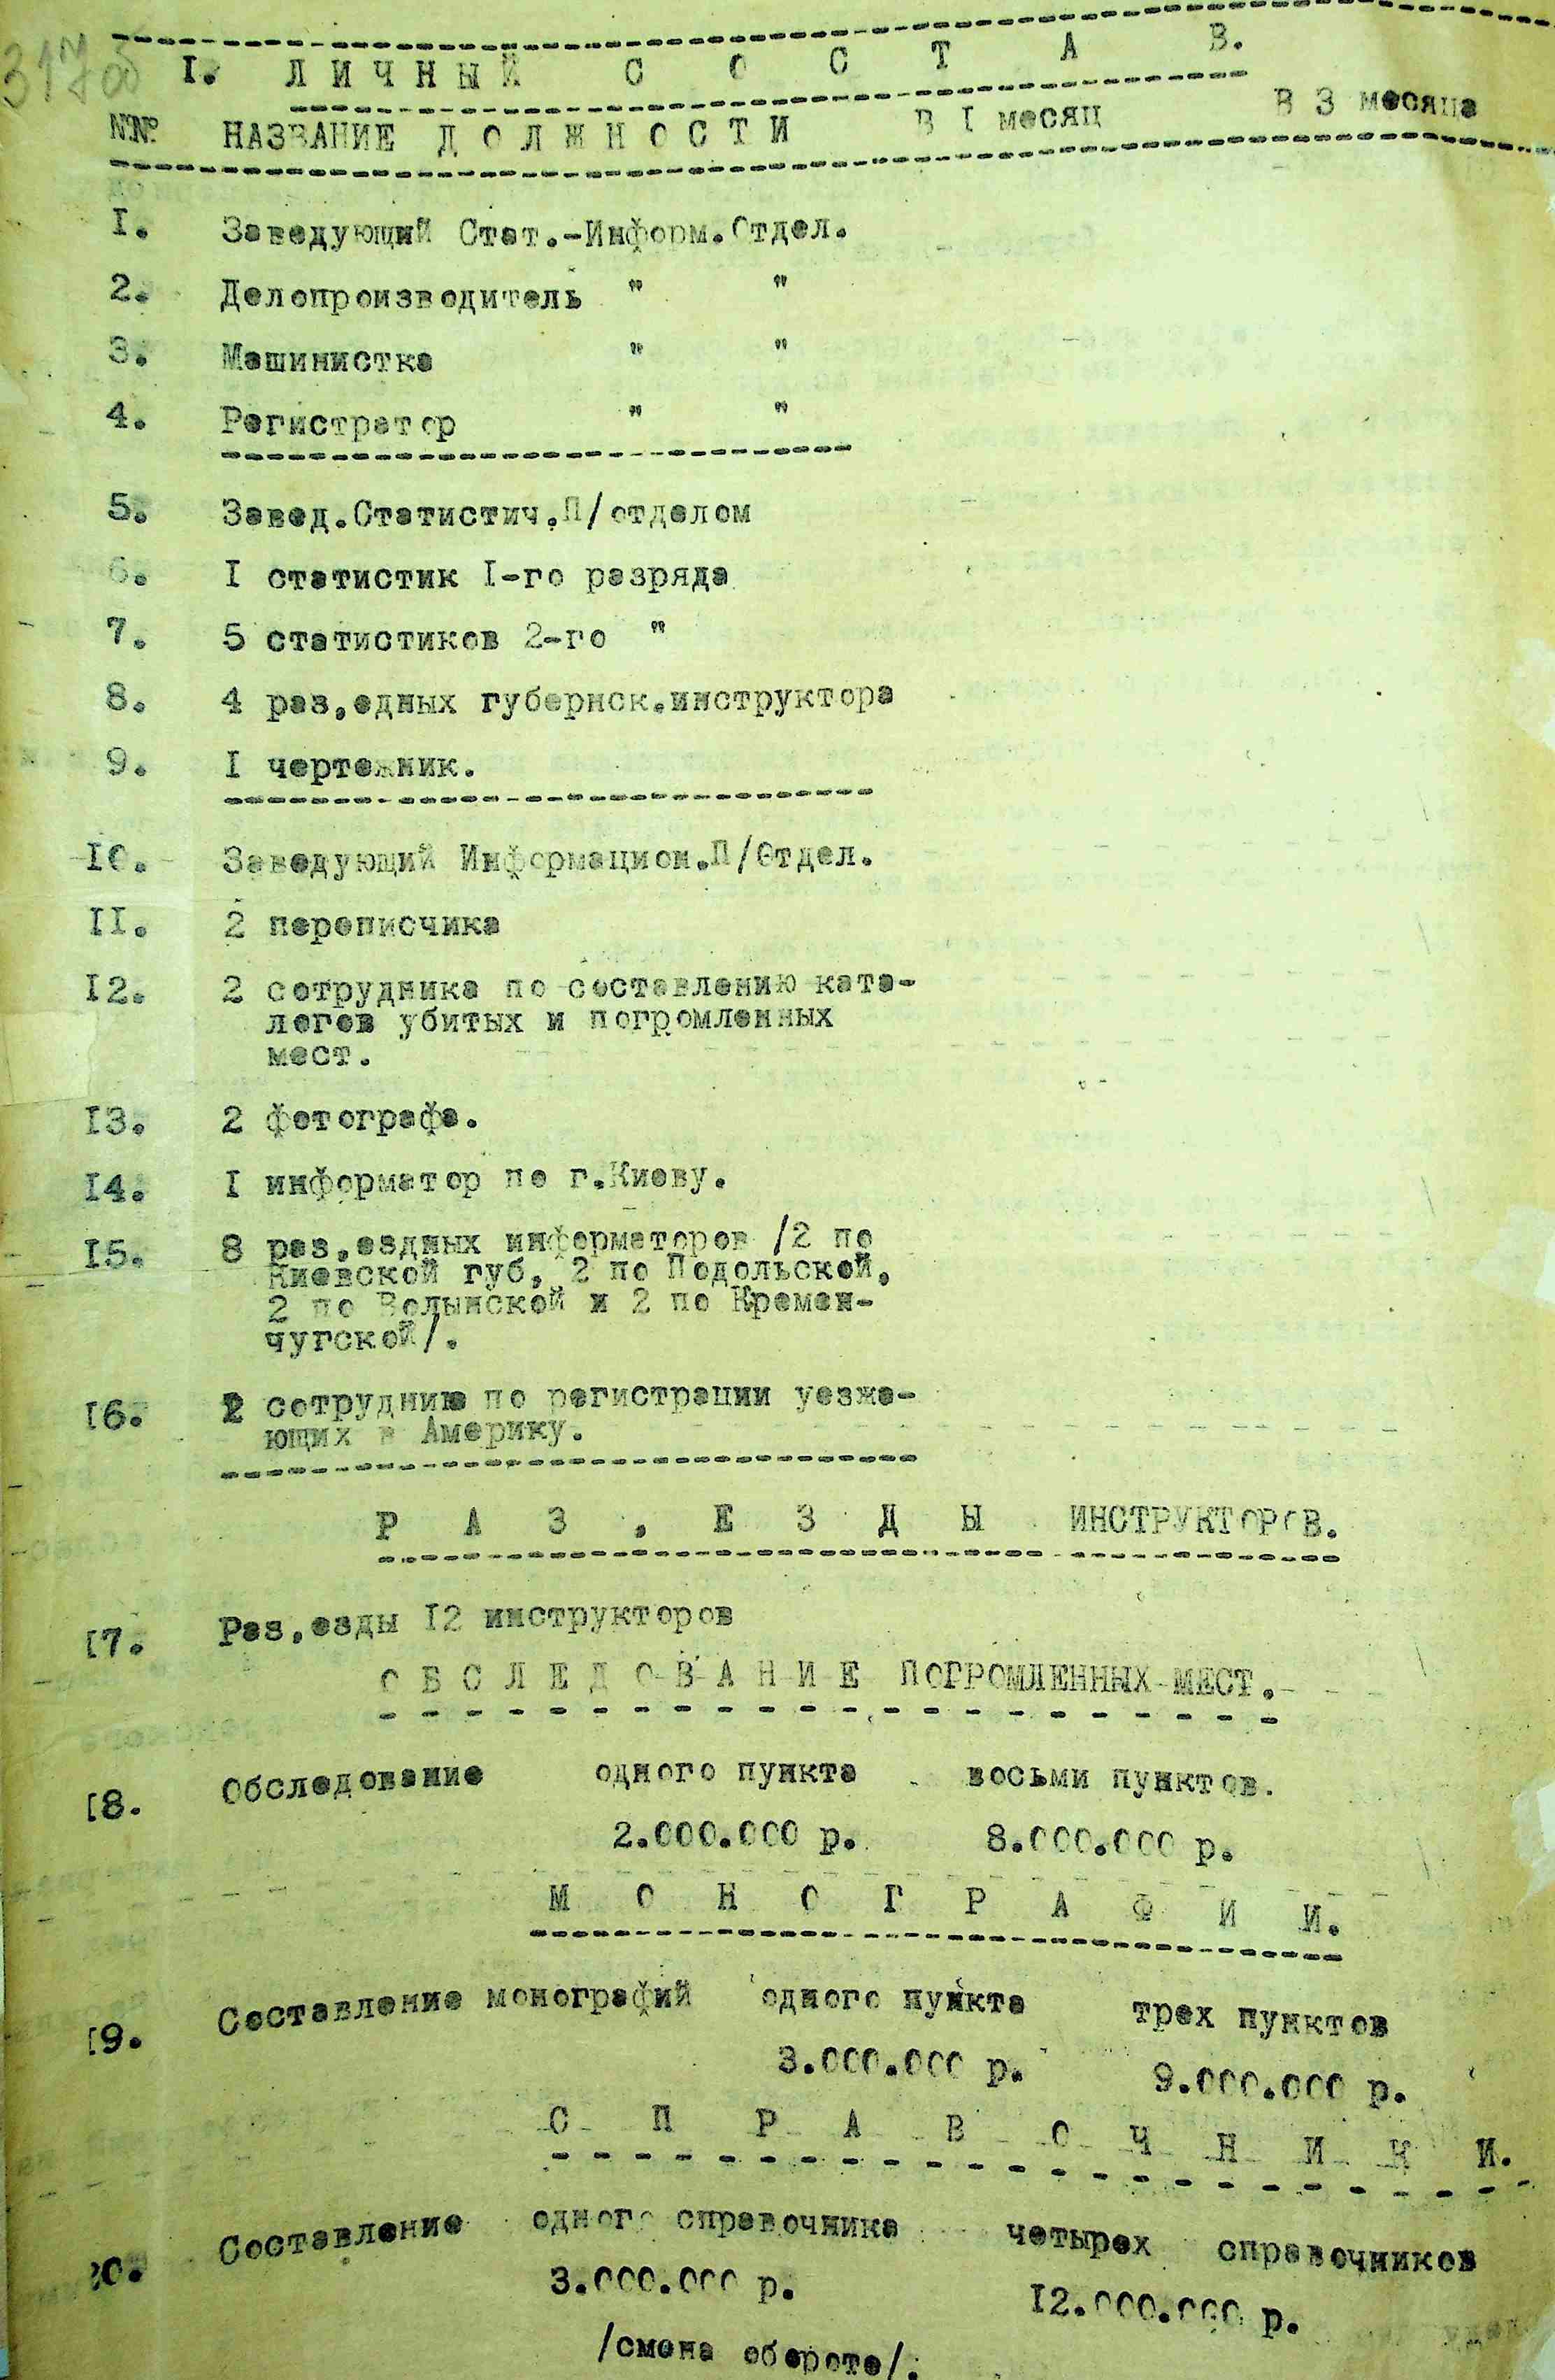 317 об
I. Л И Ч Н Ы Й С О С Т А В.
№№ НАЗВАНИЕ Д О Л Ж Н О С Т И В I месяц В 3 месяца
I. Заведующий Стат.-Информ.Отдел.
2. Делопроизводитель " "
3. Машинистка " "
4. Регистратор " "
5. Завед.Статистич.П/отделом
6. I статистик I-го разряда
7. 5 статистиков 2-го "
8. 4 раз,едных губернск.инструктора
9. I чертежник.
10. Заведующий Информацион.П/Отдел.
II. 2 переписчика
I2. 2 сотрудника по составлению ката-
логов убитых и погромленных
мест.
I3. 2 фотографа.
I4. I информатор по г.Киеву.
I5. 8 раз,ездных информаторов /2 по
Киевской губ, 2 по Подольской,
2 по Волынской и 2 по Кремен-
чугской/.
I6. 2 сотрудник по регистрации уезжа-
ющих в Америку.
Р А З , Е З Д Ы ИНСТРУКТОРОВ.
I7. Раз,езды I2 инструкторов
О Б С Л Е Д О В А Н И Е ПОГРОМЛЕННЫХ МЕСТ.
I8. Обследование одного пункта восьми пунктов.
2.000.000 р. 8.000.000 р.
М О Н О Г Р А Ф И И.
I9. Составление монографий одного пункта трех пунктов
3.000.000 р. 9.000.000 р.
С П Р А В О Ч Н И К И.
20. Составление одного справочника четырех справочников
3.000.000 р. I2.000.000 р.
/смена обороте/.